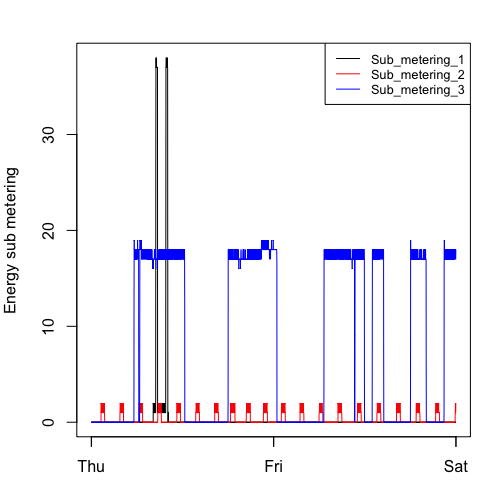 Sub_metering_1
Sub_metering_2
Sub_metering_3
Energy sub metering
30
20
10
0
Thu Fri Sat